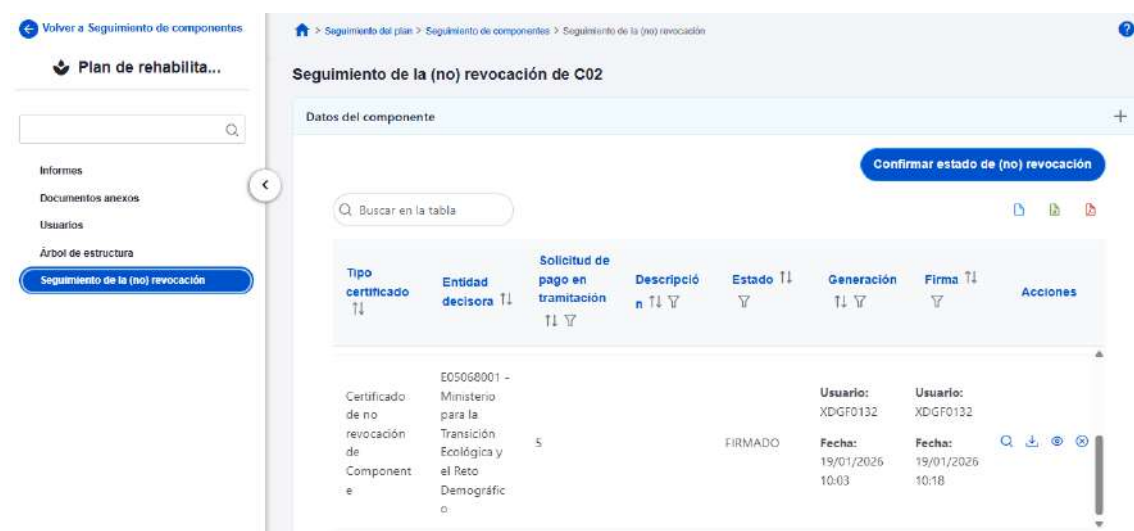 Volver a Seguimiento de componentes
> Seguimiento del plan > Seguimiento de componentes > Seguimiento de la (no) revocación
?
Plan de rehabilita...
Seguimiento de la (no) revocación de C02
Datos del componente
+
Confirmar estado de (no) revocación
Informes
Documentos anexos
Usuarios
Árbol de estructura
Seguimiento de la (no) revocación
Buscar en la tabla
Tipo
certificado
Entidad
decisora
Solicitud de
pago en
tramitación
Descripció
n
Estado
Generación
Firma
Acciones
Certificado
de no
revocación
de
Component
e
E05068001 -
Ministerio
para la
Transición
Ecológica y
el Reto
Demográfic
o
5
FIRMADO
Usuario:
XDGF0132
Fecha:
19/01/2026
10:03
Usuario:
XDGF0132
Fecha:
19/01/2026
10:18